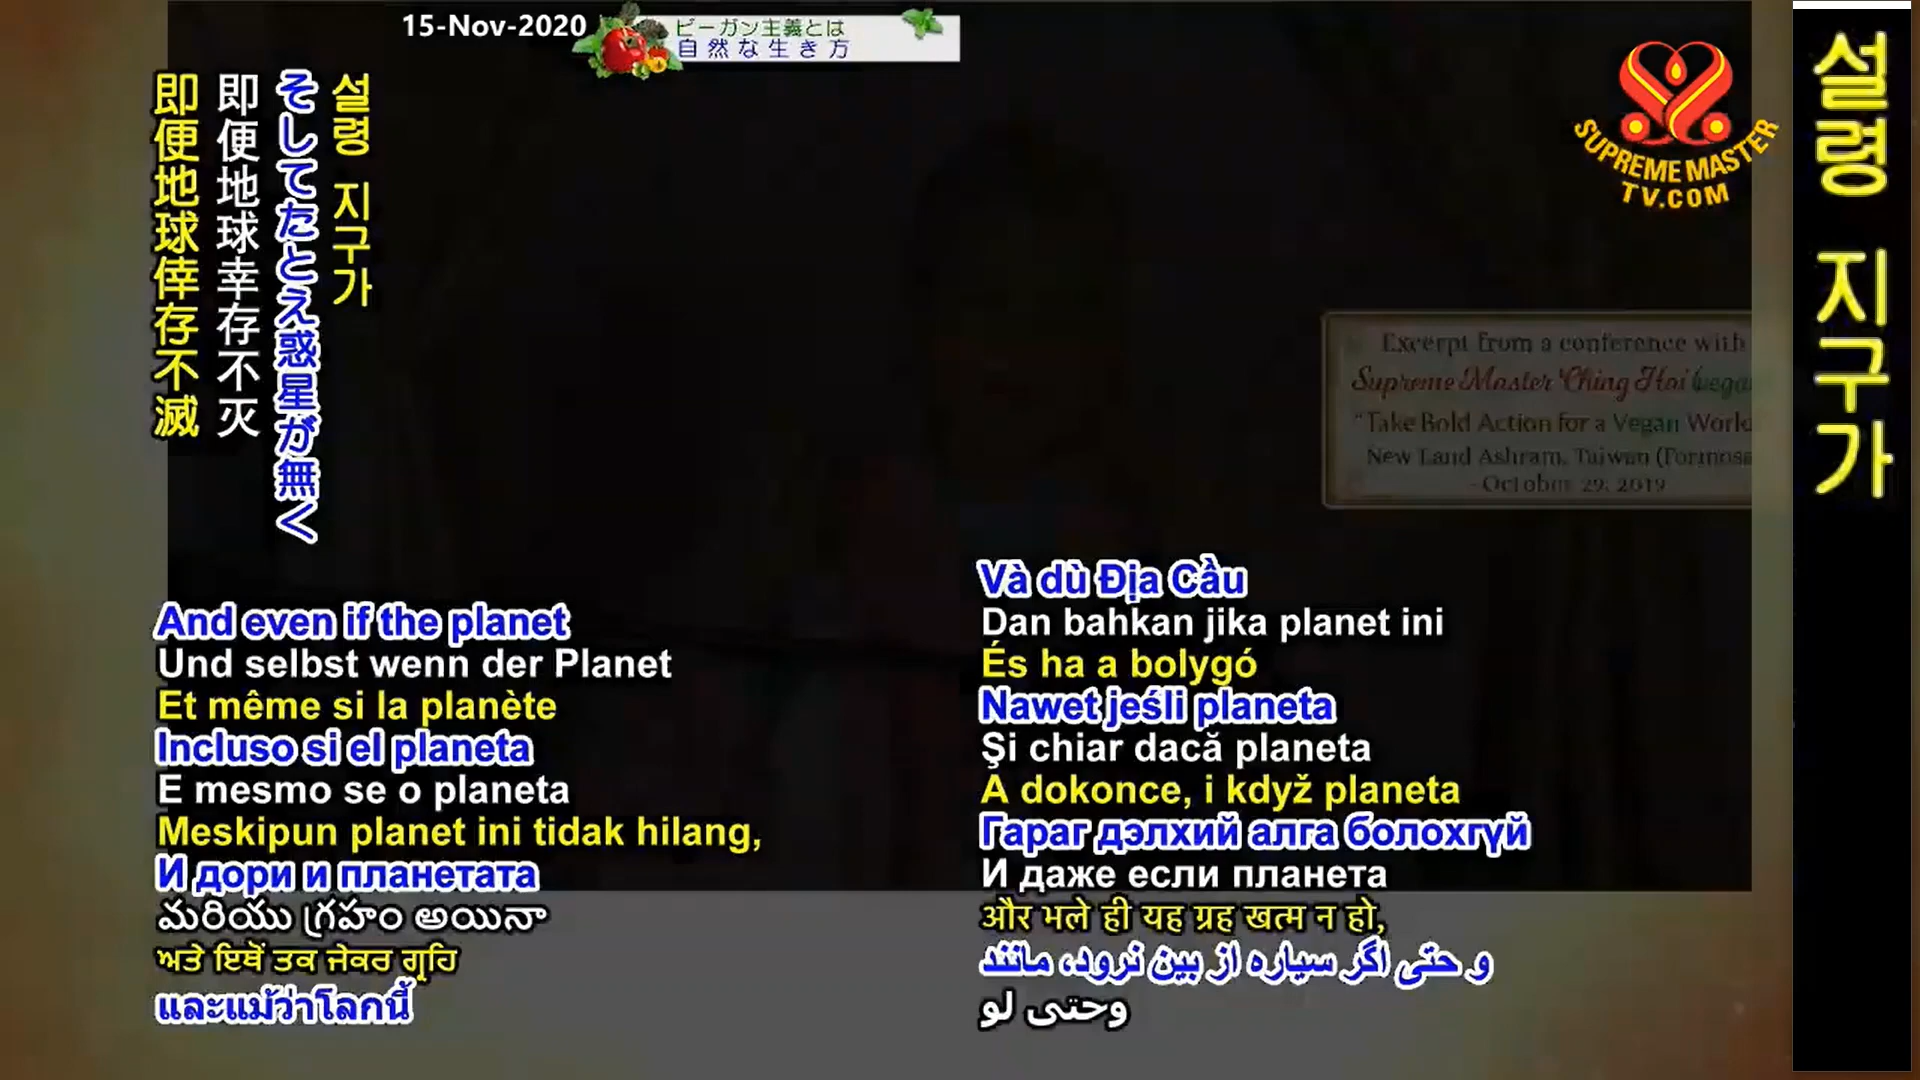 15-Nov-2020
ビーガン主義とは
自然な生き方
SUPREME MASTER
TV.COM
설령 지구가
설령 지구가
そしてたとえ惑星が無く
即便地球幸存不灭
即便地球倖存不滅
Excerpt from a conference with
Supreme Master Ching Hai
"Take Bold Action for a Vegan World
New Land Ashram, Taiwan (Formosa
- October 29, 2019
And even if the planet
Und selbst wenn der Planet
Et même si la planète
Incluso si el planeta
E mesmo se o planeta
Meskipun planet ini tidak hilang,
И дори и планетата
మరియు గ్రహం అయినా
ਅਤੇ ਇਥੋਂ ਤਕ ਜੇਕਰ ਗ੍ਰਹਿ
และแม้ว่าโลกนี้
Và dù Địa Cầu
Dan bahkan jika planet ini
És ha a bolygó
Nawet jeśli planeta
Şi chiar dacă planeta
A dokonce, i když planeta
Гараг дэлхий алга болохгүй
И даже если планета
और भले ही यह ग्रह खत्म न हो,
و حتی اگر سیاره از بین نرود، مانند
وحتى لو